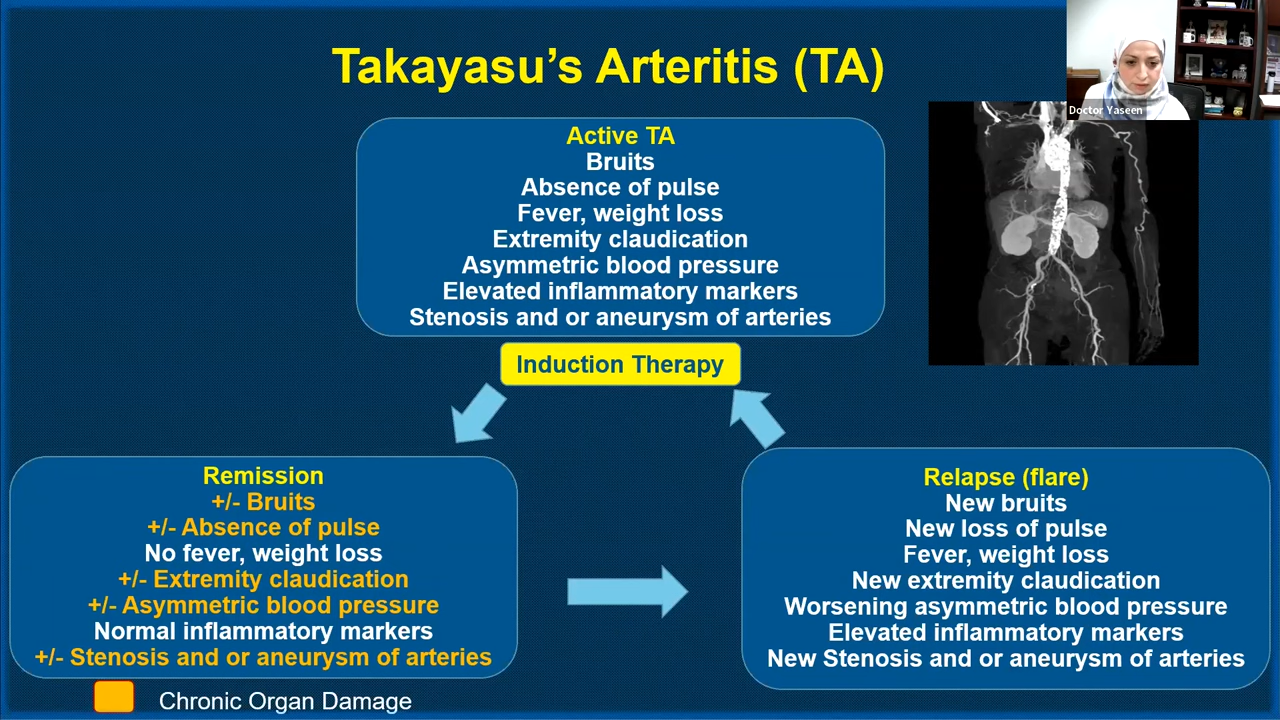 Takayasu's Arteritis (TA)
Doctor Yaseen
Active TA
Bruits
Absence of pulse
Fever, weight loss
Extremity claudication
Asymmetric blood pressure
Elevated inflammatory markers
Stenosis and or aneurysm of arteries
Induction Therapy
Remission
+/- Bruits
+/- Absence of pulse
No fever, weight loss
+/- Extremity claudication
+/- Asymmetric blood pressure
Normal inflammatory markers
+/- Stenosis and or aneurysm of arteries
Relapse (flare)
New bruits
New loss of pulse
Fever, weight loss
New extremity claudication
Worsening asymmetric blood pressure
Elevated inflammatory markers
New Stenosis and or aneurysm of arteries
Chronic Organ Damage